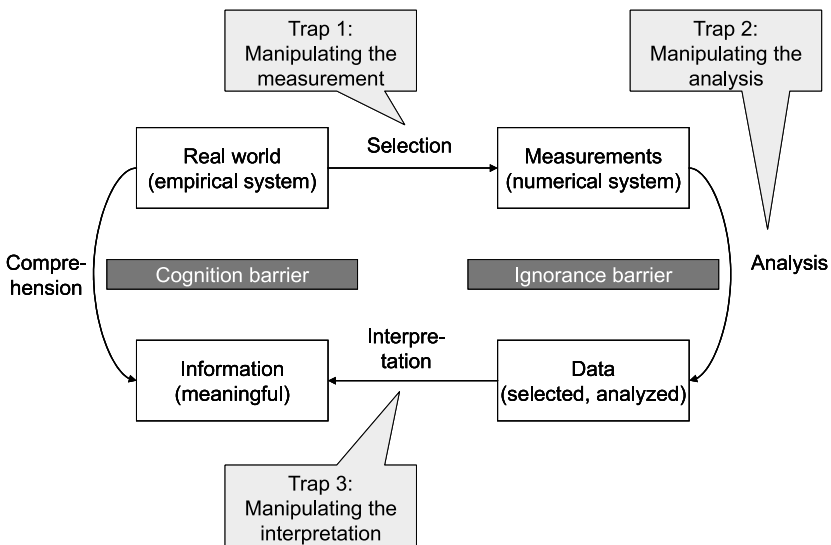 Trap 1:
Manipulating the
measurement
Trap 2:
Manipulating the
analysis
Real world
(empirical system)
Selection
Measurements
(numerical system)
Compre-
hension
Cognition barrier
Ignorance barrier
Analysis
Information
(meaningful)
Interpre-
tation
Data
(selected, analyzed)
Trap 3:
Manipulating the
interpretation